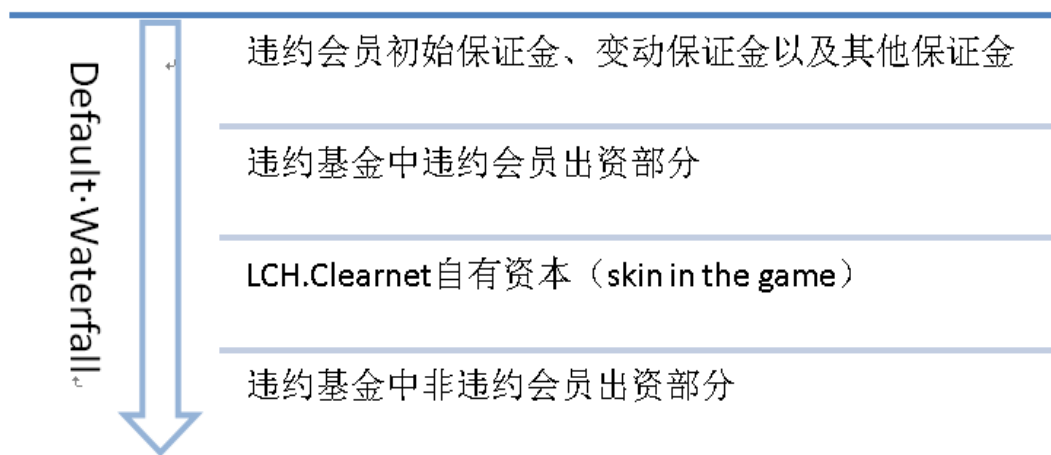 Default·Waterfall
违约会员初始保证金、变动保证金以及其他保证金
违约基金中违约会员出资部分
LCH.Clearnet自有资本（skin in the game）
违约基金中非违约会员出资部分